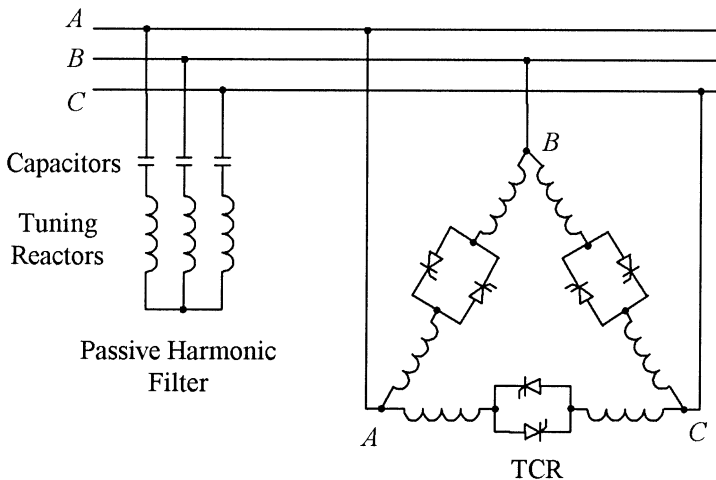 A
B
C
Capacitors
Tuning
Reactors
Passive Harmonic
Filter
B
A
C
TCR